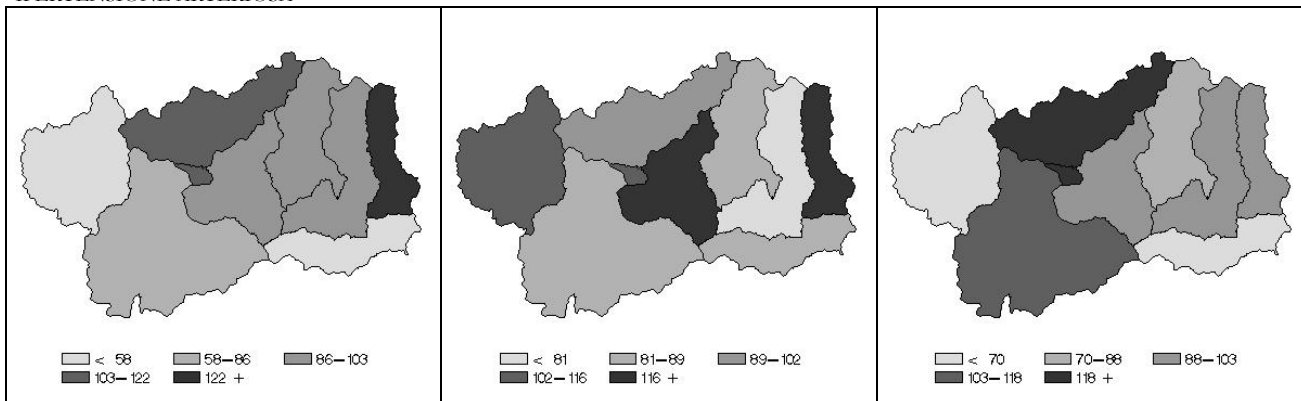 < 58 58–86 86–103
103–122 122 +
< 81 81–89 89–102
102–116 116 +
< 70 70–88 88–103
103–118 118 +